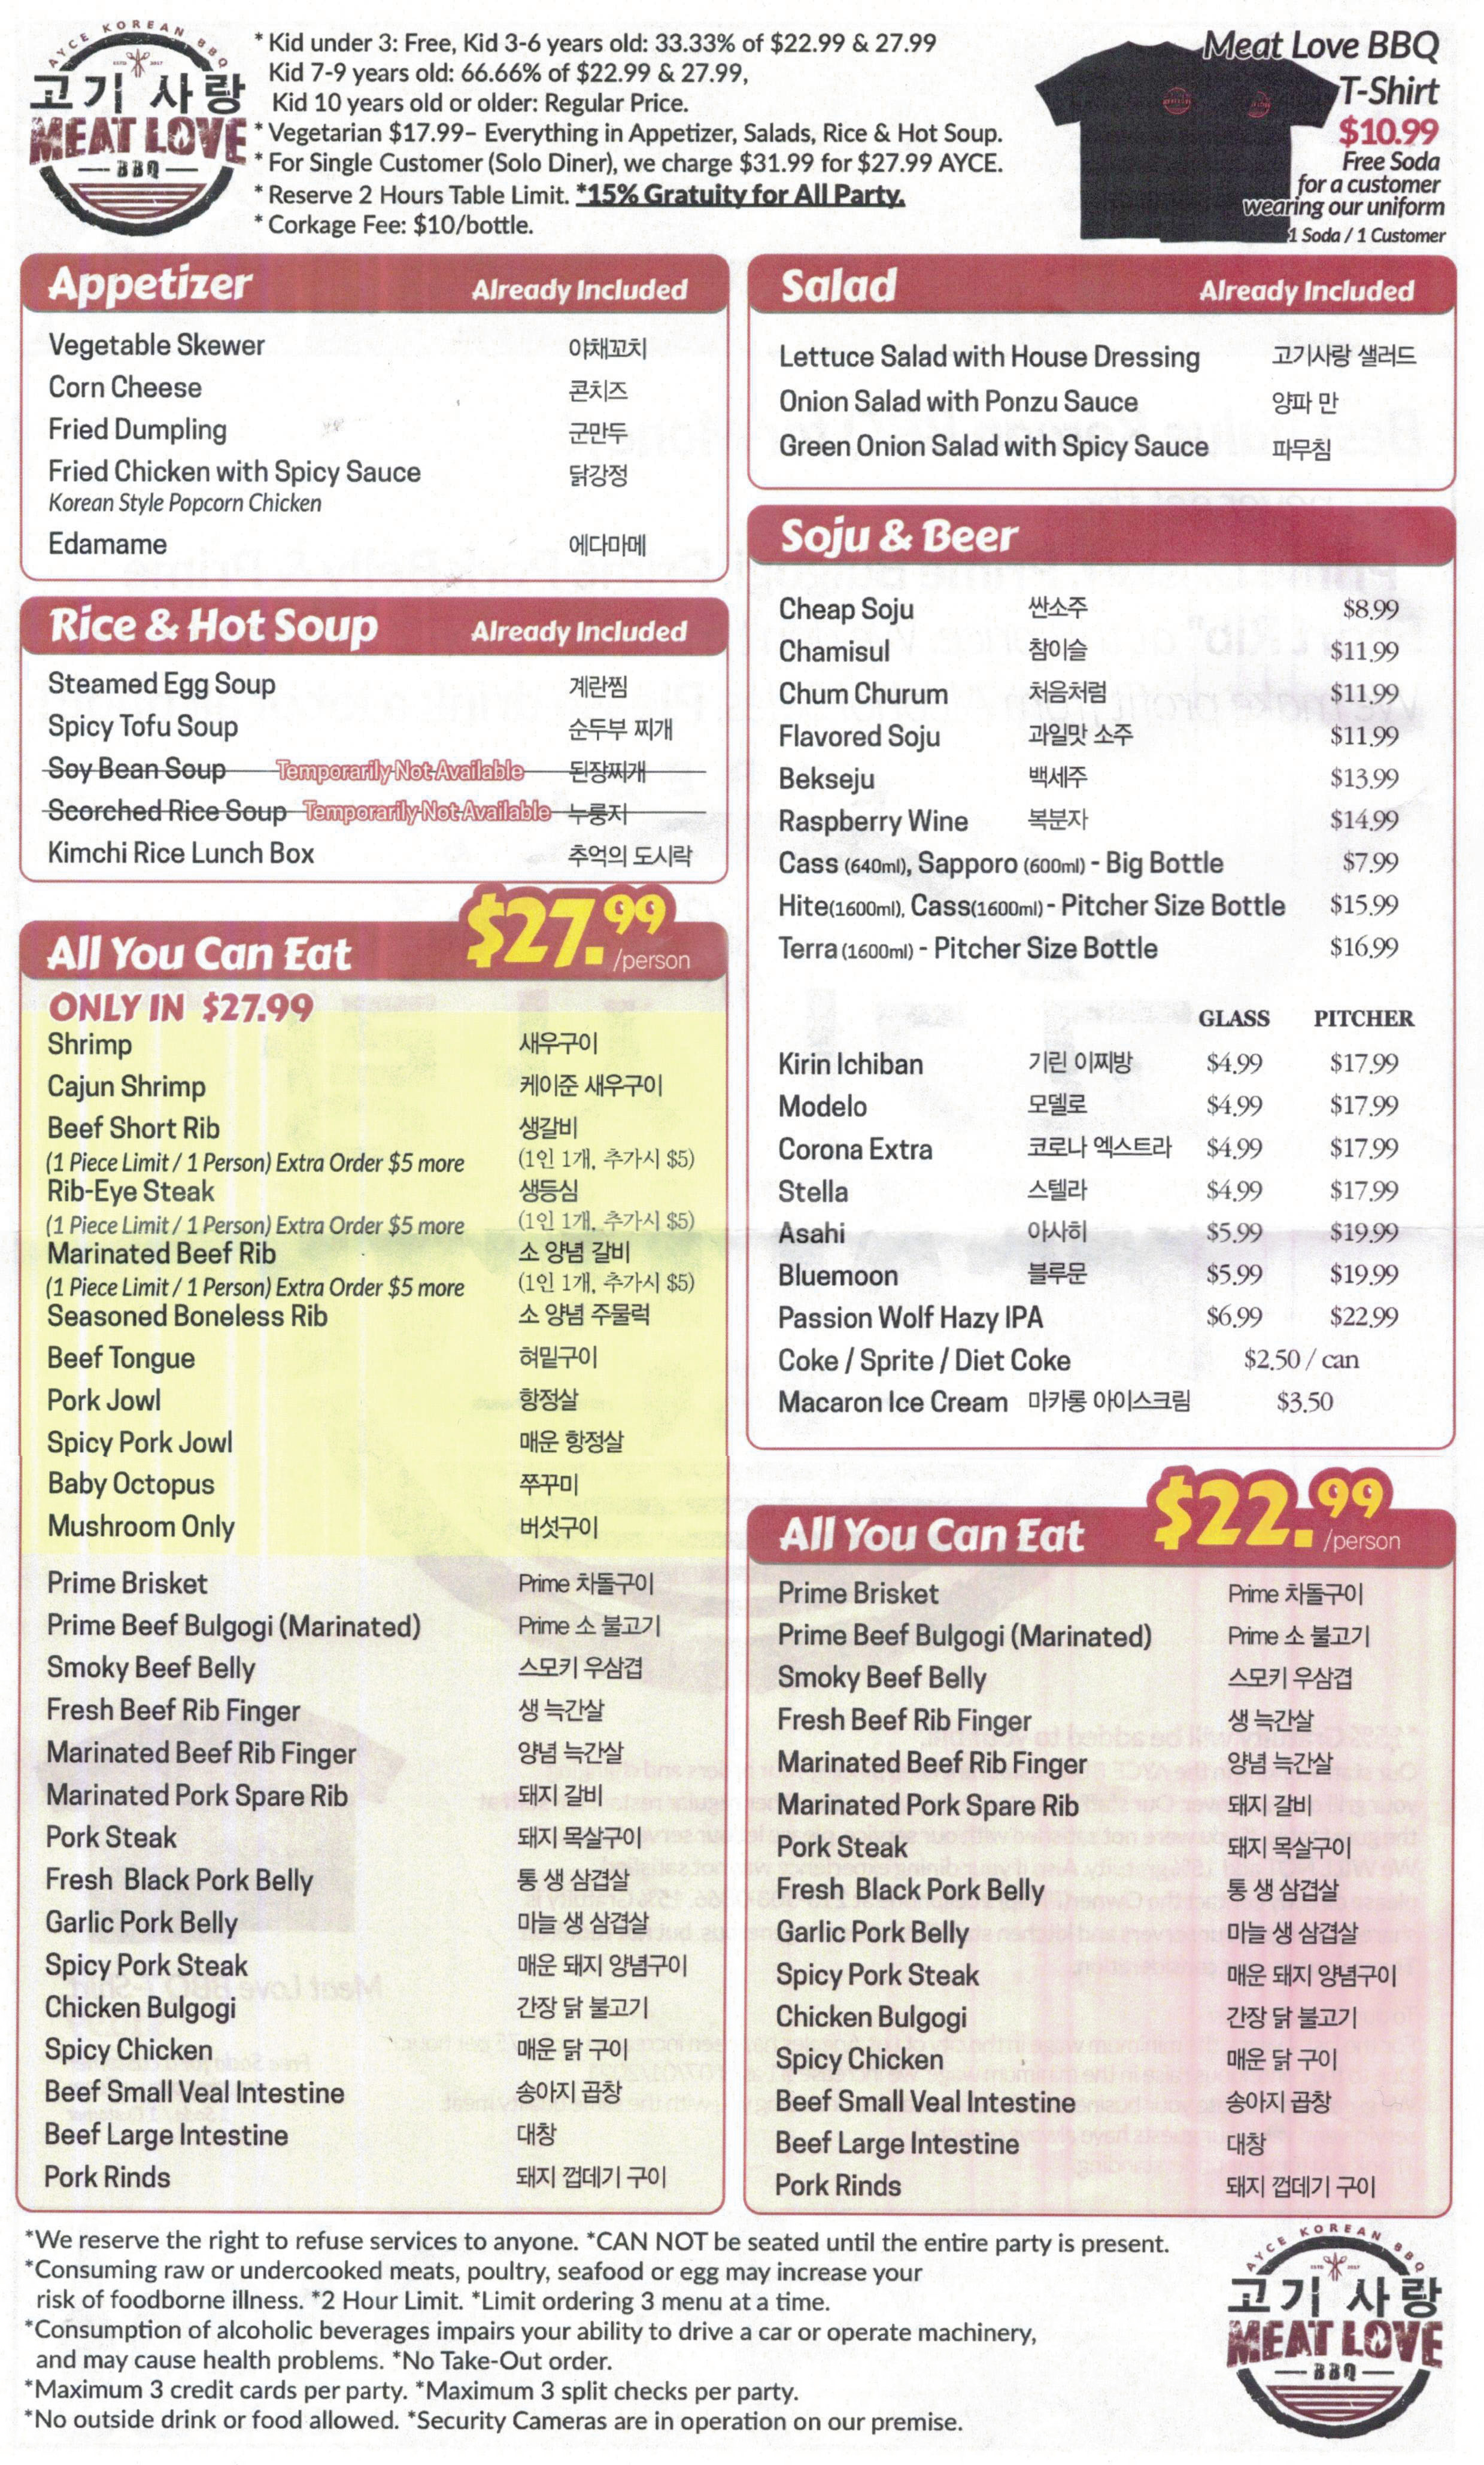 AYCE KOREAN BBQ
고기 사랑
MEAT LOVE
BBQ
* Kid under 3: Free, Kid 3-6 years old: 33.33% of $22.99 & 27.99
Kid 7-9 years old: 66.66% of $22.99 & 27.99,
Kid 10 years old or older: Regular Price.
* Vegetarian $17.99– Everything in Appetizer, Salads, Rice & Hot Soup.
* For Single Customer (Solo Diner), we charge $31.99 for $27.99 AYCE.
* Reserve 2 Hours Table Limit. *15% Gratuity for All Party.
* Corkage Fee: $10/bottle.
Meat Love BBQ
T-Shirt
$10.99
Free Soda
for a customer
wearing our uniform
1 Soda / 1 Customer
Appetizer Already Included
Vegetable Skewer 야채꼬치
Corn Cheese 콘치즈
Fried Dumpling 군만두
Fried Chicken with Spicy Sauce 닭강정
Korean Style Popcorn Chicken
Edamame 에다마메
Rice & Hot Soup Already Included
Steamed Egg Soup 계란찜
Spicy Tofu Soup 순두부 찌개
Soy Bean Soup Temporarily Not Available 된장찌개
Scorched Rice Soup Temporarily Not Available 누룽지
Kimchi Rice Lunch Box 추억의 도시락
All You Can Eat $27.99 /person
ONLY IN $27.99
Shrimp 새우구이
Cajun Shrimp 케이준 새우구이
Beef Short Rib 생갈비
(1 Piece Limit / 1 Person) Extra Order $5 more (1인 1개, 추가시 $5)
Rib-Eye Steak 생등심
(1 Piece Limit / 1 Person) Extra Order $5 more (1인 1개, 추가시 $5)
Marinated Beef Rib 소 양념 갈비
(1 Piece Limit / 1 Person) Extra Order $5 more (1인 1개, 추가시 $5)
Seasoned Boneless Rib 소 양념 주물럭
Beef Tongue 혀밑구이
Pork Jowl 항정살
Spicy Pork Jowl 매운 항정살
Baby Octopus 쭈꾸미
Mushroom Only 버섯구이
Prime Brisket Prime 차돌구이
Prime Beef Bulgogi (Marinated) Prime 소 불고기
Smoky Beef Belly 스모키 우삼겹
Fresh Beef Rib Finger 생 늑간살
Marinated Beef Rib Finger 양념 늑간살
Marinated Pork Spare Rib 돼지 갈비
Pork Steak 돼지 목살구이
Fresh Black Pork Belly 통 생 삼겹살
Garlic Pork Belly 마늘 생 삼겹살
Spicy Pork Steak 매운 돼지 양념구이
Chicken Bulgogi 간장 닭 불고기
Spicy Chicken 매운 닭 구이
Beef Small Veal Intestine 송아지 곱창
Beef Large Intestine 대창
Pork Rinds 돼지 껍데기 구이
Salad Already Included
Lettuce Salad with House Dressing 고기사랑 샐러드
Onion Salad with Ponzu Sauce 양파 만
Green Onion Salad with Spicy Sauce 파무침
Soju & Beer
Cheap Soju 싼소주 $8.99
Chamisul 참이슬 $11.99
Chum Churum 처음처럼 $11.99
Flavored Soju 과일맛 소주 $11.99
Bekseju 백세주 $13.99
Raspberry Wine 복분자 $14.99
Cass (640ml), Sapporo (600ml) - Big Bottle $7.99
Hite(1600ml), Cass(1600ml) - Pitcher Size Bottle $15.99
Terra (1600ml) - Pitcher Size Bottle $16.99
GLASS PITCHER
Kirin Ichiban 기린 이찌방 $4.99 $17.99
Modelo 모델로 $4.99 $17.99
Corona Extra 코로나 엑스트라 $4.99 $17.99
Stella 스텔라 $4.99 $17.99
Asahi 아사히 $5.99 $19.99
Bluemoon 블루문 $5.99 $19.99
Passion Wolf Hazy IPA $6.99 $22.99
Coke / Sprite / Diet Coke $2.50 / can
Macaron Ice Cream 마카롱 아이스크림 $3.50
All You Can Eat $22.99 /person
Prime Brisket Prime 차돌구이
Prime Beef Bulgogi (Marinated) Prime 소 불고기
Smoky Beef Belly 스모키 우삼겹
Fresh Beef Rib Finger 생 늑간살
Marinated Beef Rib Finger 양념 늑간살
Marinated Pork Spare Rib 돼지 갈비
Pork Steak 돼지 목살구이
Fresh Black Pork Belly 통 생 삼겹살
Garlic Pork Belly 마늘 생 삼겹살
Spicy Pork Steak 매운 돼지 양념구이
Chicken Bulgogi 간장 닭 불고기
Spicy Chicken 매운 닭 구이
Beef Small Veal Intestine 송아지 곱창
Beef Large Intestine 대창
Pork Rinds 돼지 껍데기 구이
*We reserve the right to refuse services to anyone. *CAN NOT be seated until the entire party is present.
*Consuming raw or undercooked meats, poultry, seafood or egg may increase your
risk of foodborne illness. *2 Hour Limit. *Limit ordering 3 menu at a time.
*Consumption of alcoholic beverages impairs your ability to drive a car or operate machinery,
and may cause health problems. *No Take-Out order.
*Maximum 3 credit cards per party. *Maximum 3 split checks per party.
*No outside drink or food allowed. *Security Cameras are in operation on our premise.
AYCE KOREAN BBQ
고기 사랑
MEAT LOVE
BBQ